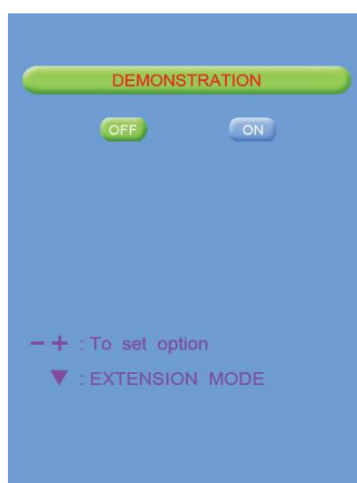 DEMONSTRATION
OFF ON
− + : To set option
▼ : EXTENSION MODE